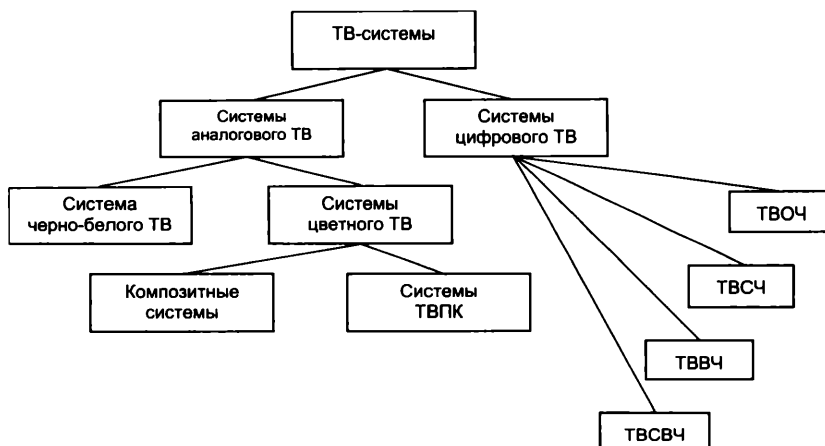 ТВ-системы
Системы
аналогового ТВ
Системы
цифрового ТВ
Система
черно-белого ТВ
Системы
цветного ТВ
ТВОЧ
Композитные
системы
Системы
ТВПК
ТВСЧ
ТВВЧ
ТВСВЧ